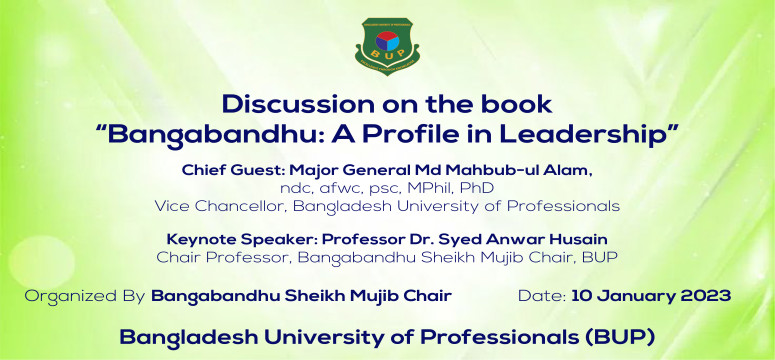 BUP
Discussion on the book
“Bangabandhu: A Profile in Leadership”
Chief Guest: Major General Md Mahbub-ul Alam,
ndc, afwc, psc, MPhil, PhD
Vice Chancellor, Bangladesh University of Professionals
Keynote Speaker: Professor Dr. Syed Anwar Husain
Chair Professor, Bangabandhu Sheikh Mujib Chair, BUP
Organized By Bangabandhu Sheikh Mujib Chair
Date: 10 January 2023
Bangladesh University of Professionals (BUP)